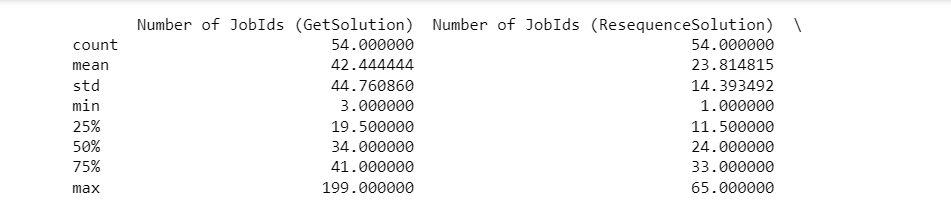 Number of JobIds (GetSolution) Number of JobIds (ResequenceSolution) \
count 54.000000 54.000000
mean 42.444444 23.814815
std 44.760860 14.393492
min 3.000000 1.000000
25% 19.500000 11.500000
50% 34.000000 24.000000
75% 41.000000 33.000000
max 199.000000 65.000000